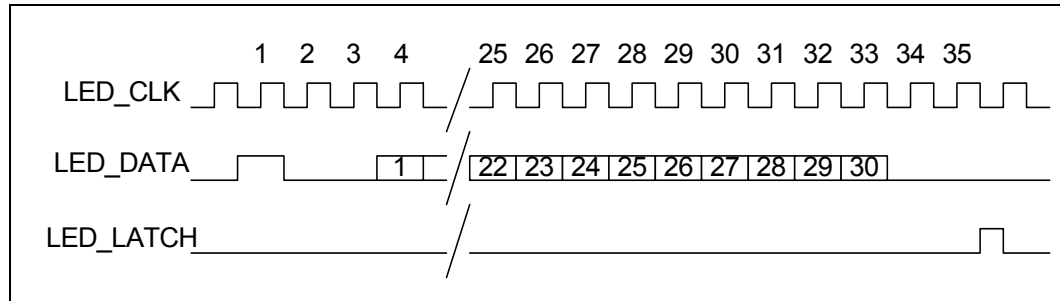 1 2 3 4 25 26 27 28 29 30 31 32 33 34 35
LED_CLK
LED_DATA 1 22 23 24 25 26 27 28 29 30
LED_LATCH